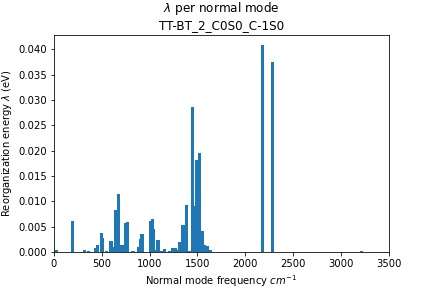 λ per normal mode
TT-BT_2_C0S0_C-1S0
Reorganization energy λ (eV)
0.040
0.035
0.030
0.025
0.020
0.015
0.010
0.005
0.000
0 500 1000 1500 2000 2500 3000 3500
Normal mode frequency cm⁻¹